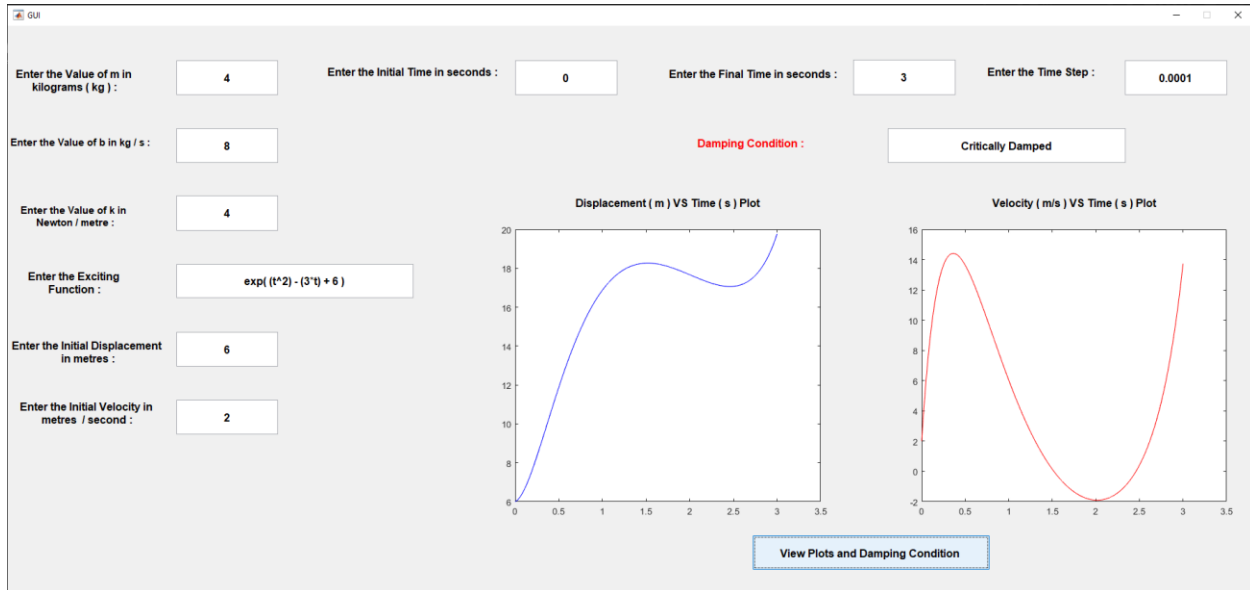 GUI
Enter the Value of m in
kilograms ( kg ) :
4
Enter the Initial Time in seconds :
0
Enter the Final Time in seconds :
3
Enter the Time Step :
0.0001
Enter the Value of b in kg / s :
8
Damping Condition :
Critically Damped
Enter the Value of k in
Newton / metre :
4
Enter the Exciting
Function :
exp( (t^2) - (3*t) + 6 )
Enter the Initial Displacement
in metres :
6
Enter the Initial Velocity in
metres / second :
2
Displacement ( m ) VS Time ( s ) Plot
20
18
16
14
12
10
8
6
0 0.5 1 1.5 2 2.5 3 3.5
Velocity ( m/s ) VS Time ( s ) Plot
16
14
12
10
8
6
4
2
0
-2
0 0.5 1 1.5 2 2.5 3 3.5
View Plots and Damping Condition